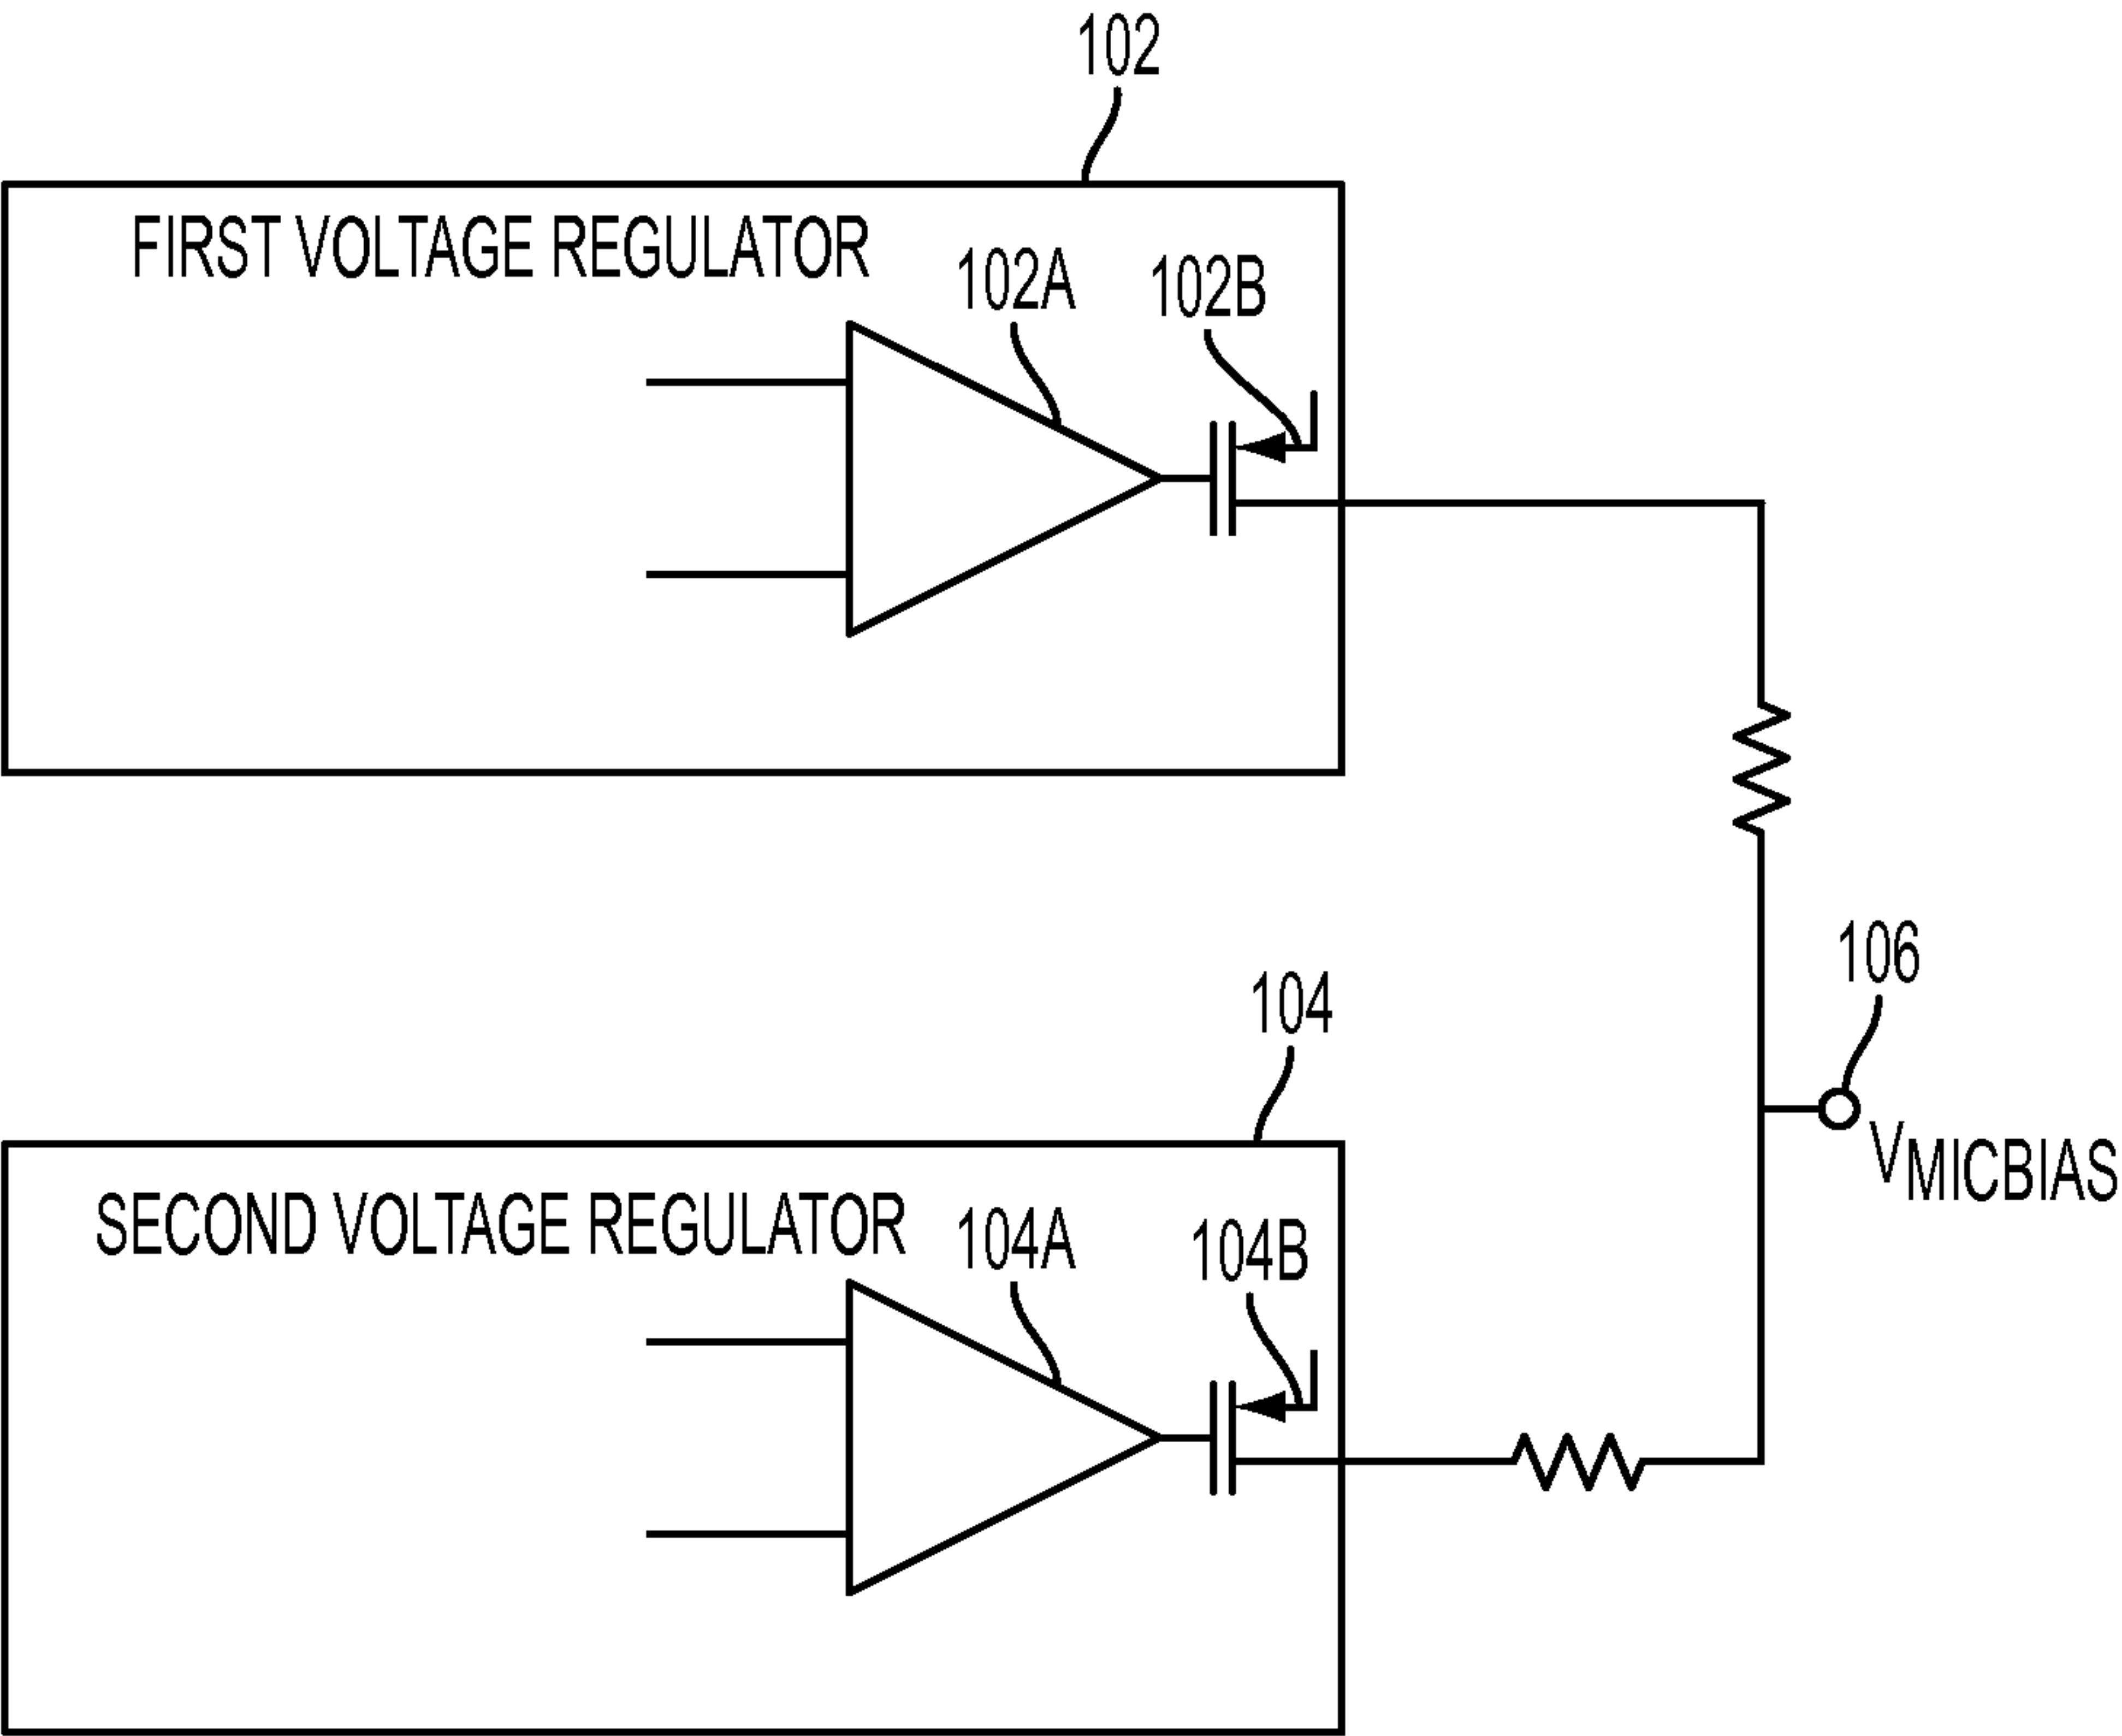 102
FIRST VOLTAGE REGULATOR
102A
102B
106
104
VMICBIAS
SECOND VOLTAGE REGULATOR
104A
104B